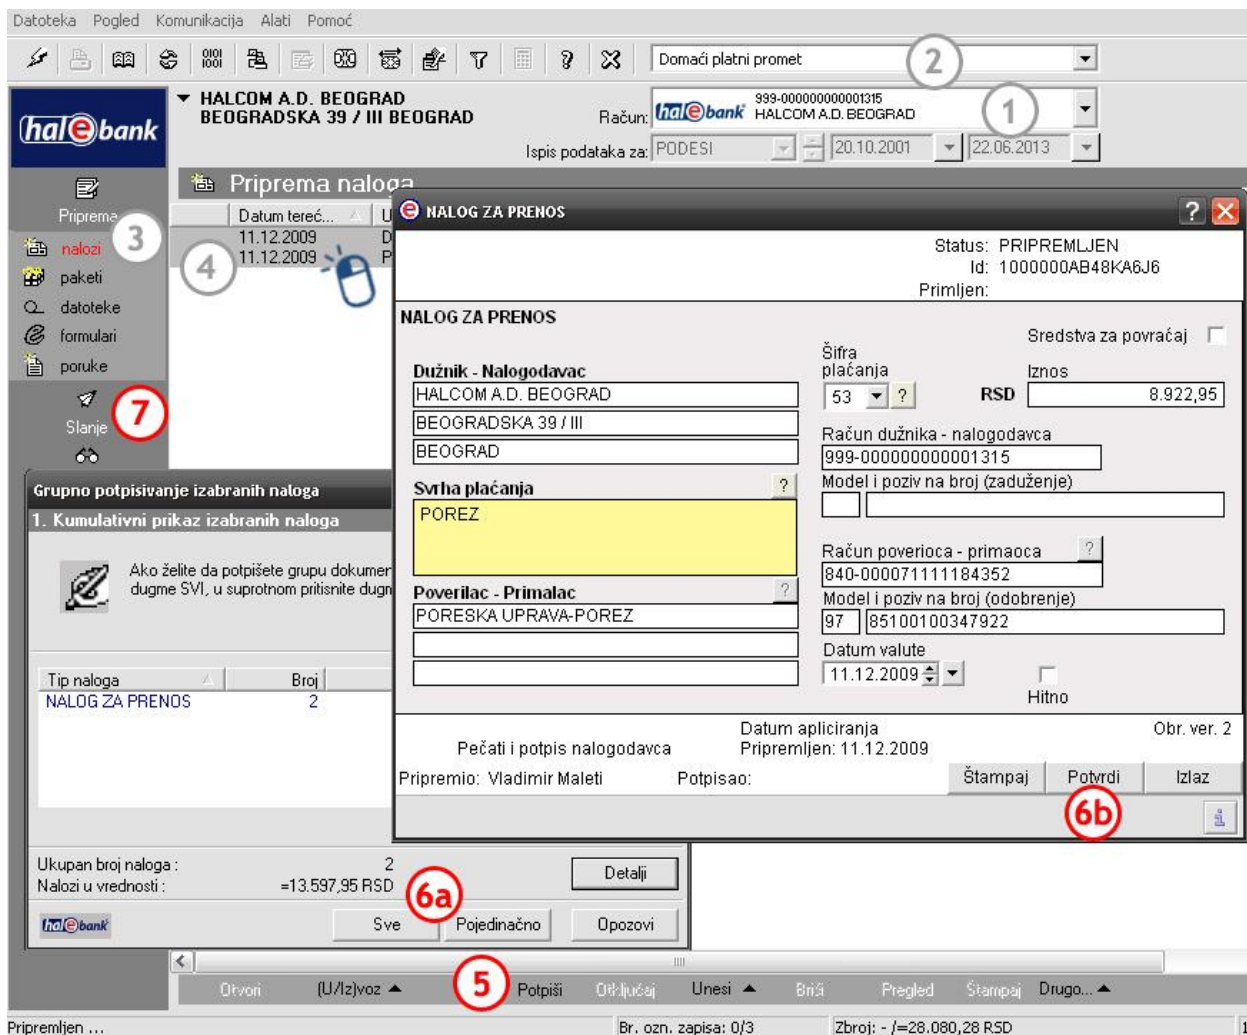 Datoteka Pogled Komunikacija Alati Pomoć
Domaći platni promet
2
hal@bank
HALCOM A.D. BEOGRAD
BEOGRADSKA 39 / III BEOGRAD
Račun:
hal@bank
999-000000000001315
HALCOM A.D. BEOGRAD
1
Ispis podataka za: PODESI 20.10.2001 22.06.2013
Priprema naloga
Priprema
3
nalozi
paketi
datoteke
formulari
poruke
Slanje
7
Datum tereć... U
11.12.2009 D
11.12.2009 P
4
NALOG ZA PRENOS
Status: PRIPREMLJEN
Id: 1000000AB48KA6J6
Primljen:
NALOG ZA PRENOS
Sredstva za povraćaj
Dužnik - Nalogodavac
HALCOM A.D. BEOGRAD
BEOGRADSKA 39 / III
BEOGRAD
Šifra
plaćanja
53 ?
Iznos
RSD 8.922,95
Račun dužnika - nalogodavca
999-000000000001315
Model i poziv na broj (zaduženje)
Svrha plaćanja ?
POREZ
Račun poverioca - primaoca ?
840-000071111184352
Model i poziv na broj (odobrenje)
97 85100100347922
Poverilac - Primalac ?
PORESKA UPRAVA-POREZ
Datum valute
11.12.2009
Hitno
Datum apliciranja
Obr. ver. 2
Pečati i potpis nalogodavca
Pripremljen: 11.12.2009
Pripremio: Vladimir Maleti Potpisao:
Štampaj Potvrdi Izlaz
6b
Grupno potpisivanje izabranih naloga
1. Kumulativni prikaz izabranih naloga
Ako želite da potpišete grupu dokumen
dugme SVI, u suprotnom pritisnite dugm
Tip naloga Broj
NALOG ZA PRENOS 2
Ukupan broj naloga : 2
Nalozi u vrednosti : =13.597,95 RSD
Detalji
6a
hal@bank
Sve Pojedinačno Opozovi
5
Otvori (U/Iz)voz Potpiši Otključaj Unesi Briši Pregled Štampaj Drugo...
Pripremljen ... Br. ozn. zapisa: 0/3 Zbroj: - /=28.080,28 RSD